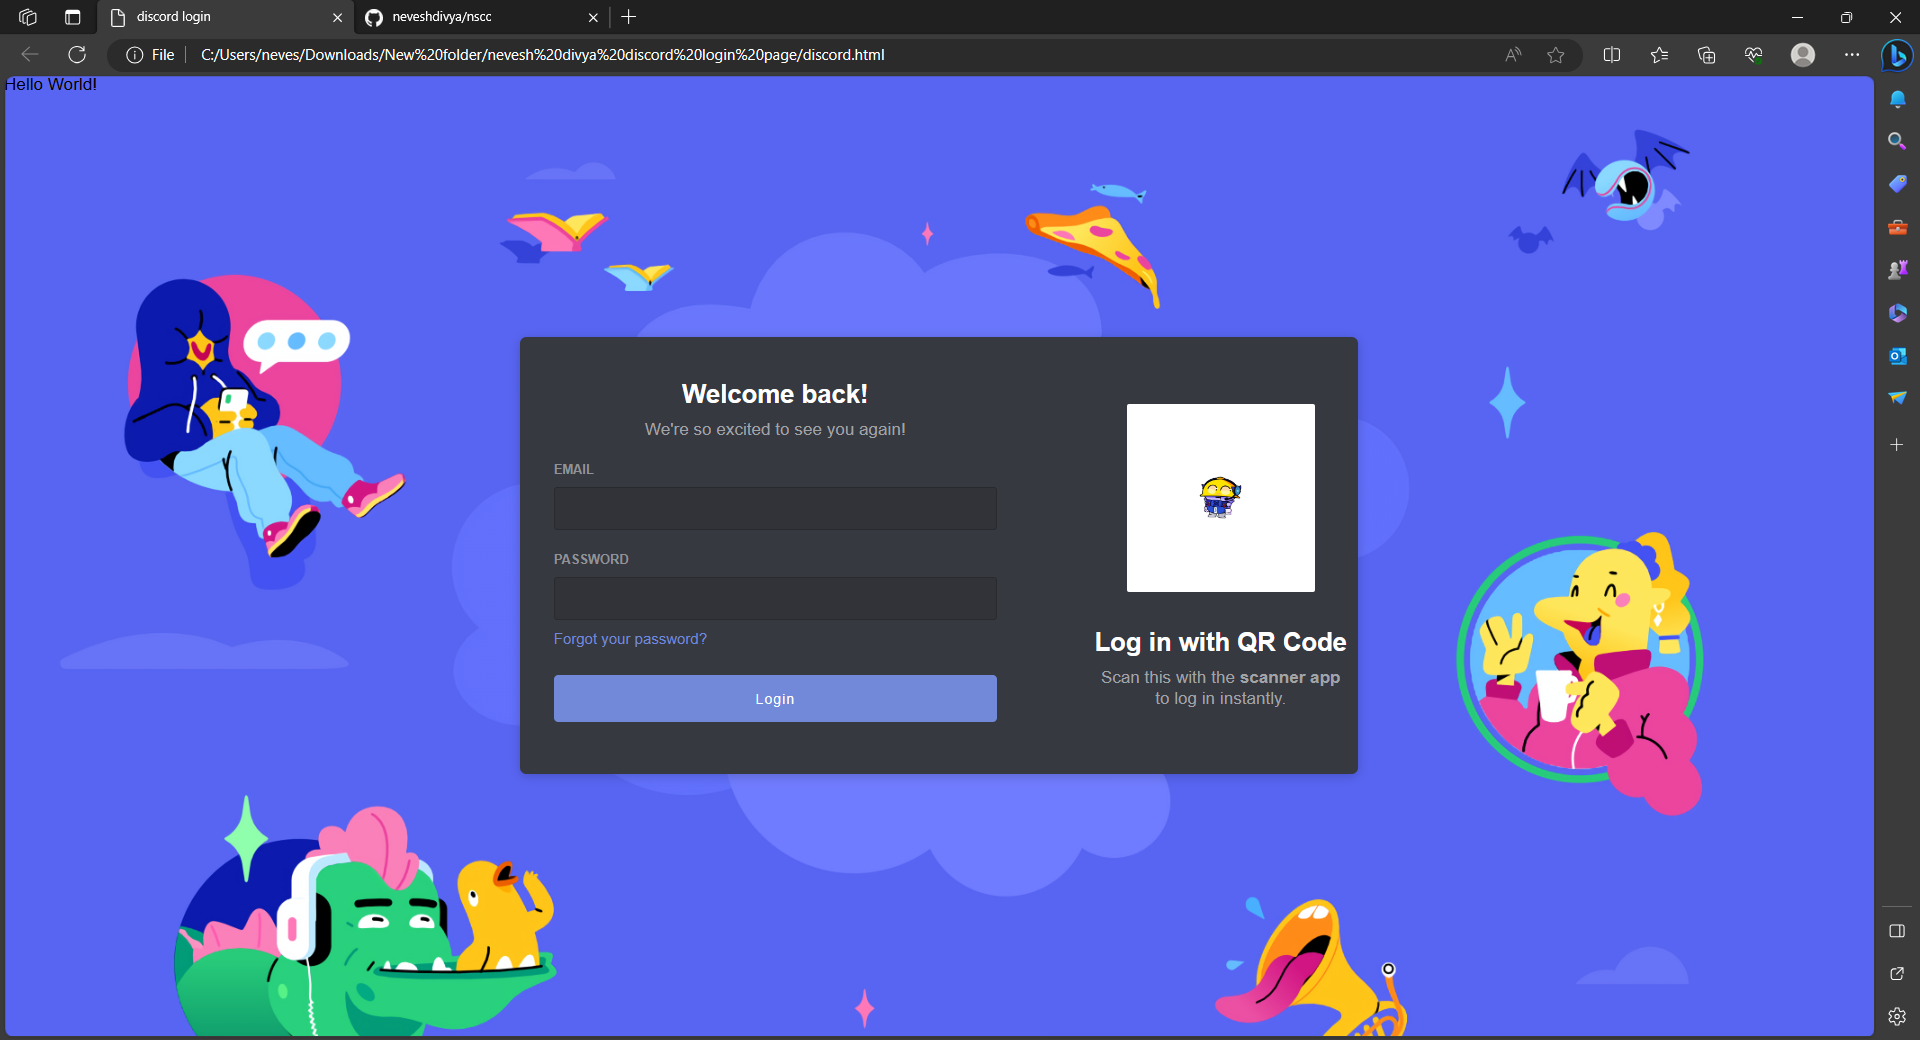 discord login
neveshdivya/nscc
File
C:/Users/neves/Downloads/New%20folder/nevesh%20divya%20discord%20login%20page/discord.html
Hello World!
Welcome back!
We're so excited to see you again!
EMAIL
PASSWORD
Forgot your password?
Login
Log in with QR Code
Scan this with the scanner app
to log in instantly.